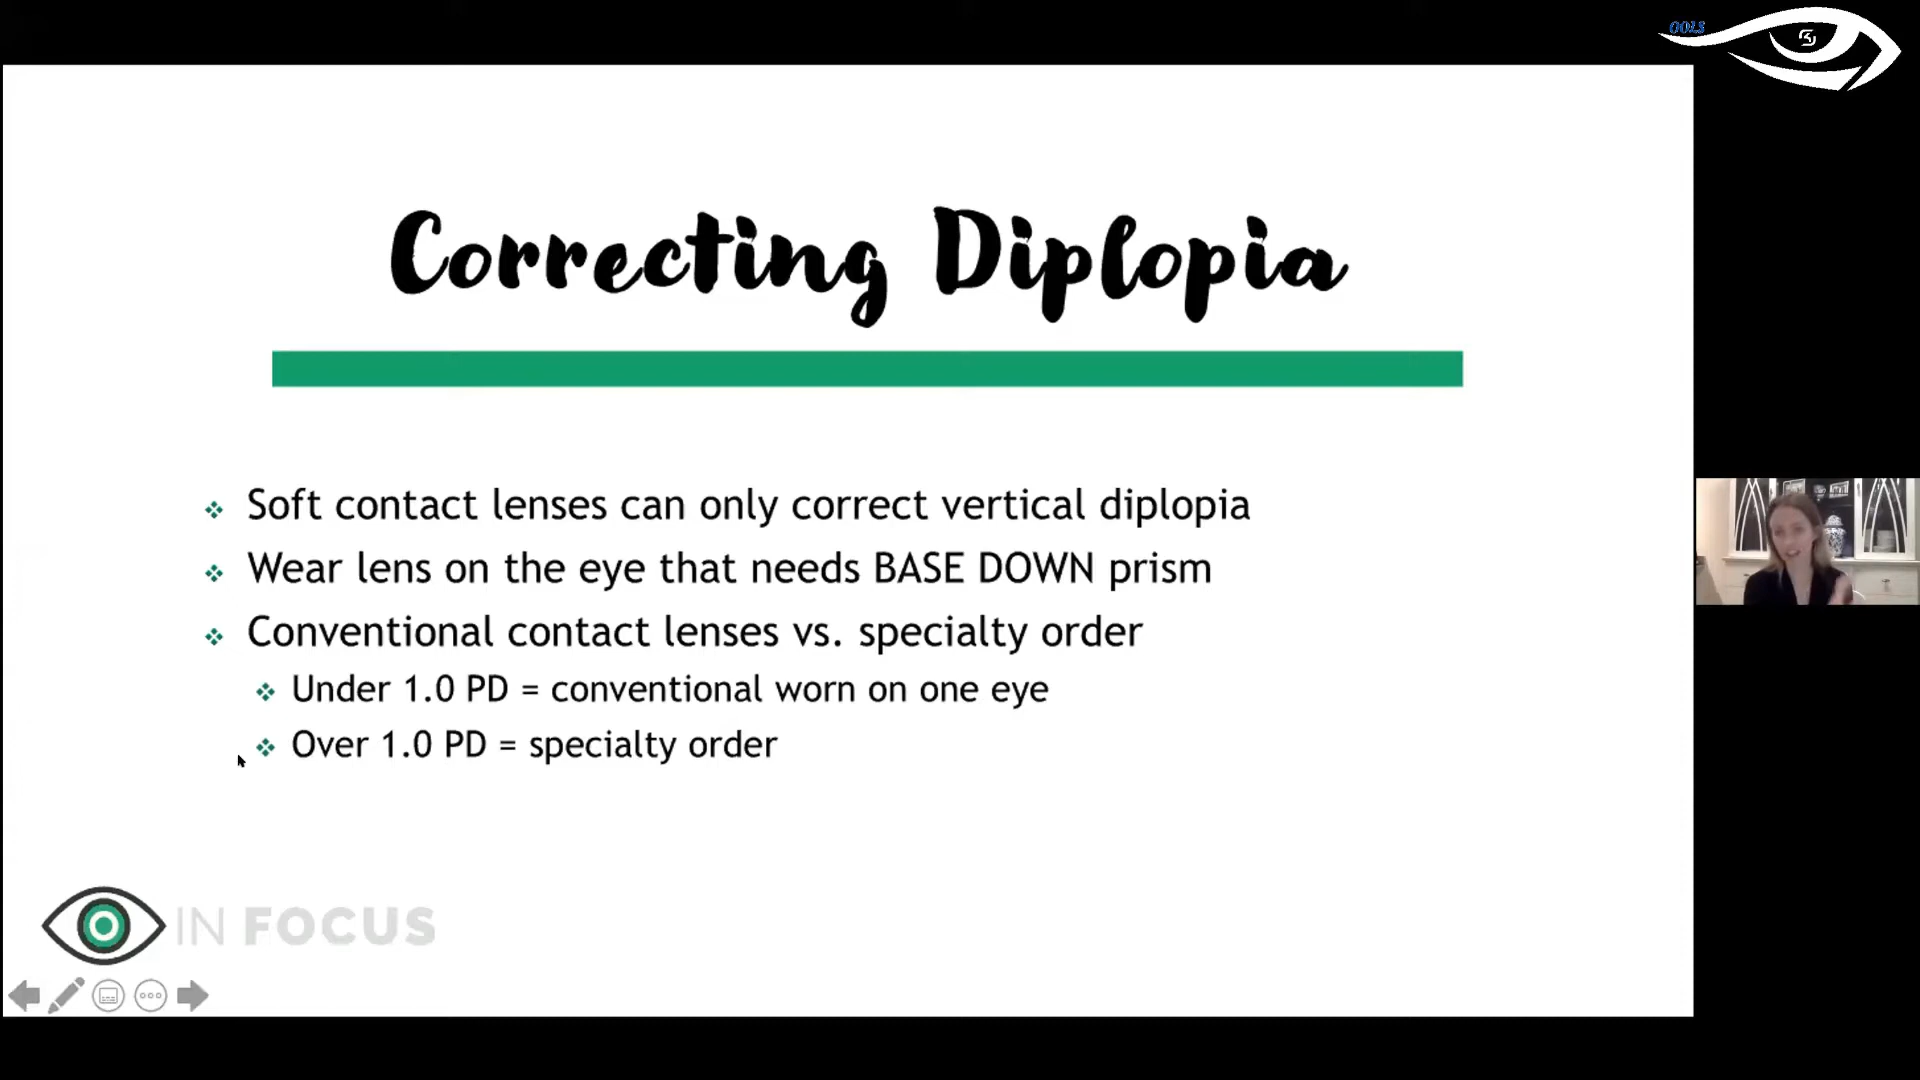 OOLS
Correcting Diplopia
Soft contact lenses can only correct vertical diplopia
Wear lens on the eye that needs BASE DOWN prism
Conventional contact lenses vs. specialty order
Under 1.0 PD = conventional worn on one eye
Over 1.0 PD = specialty order
IN FOCUS